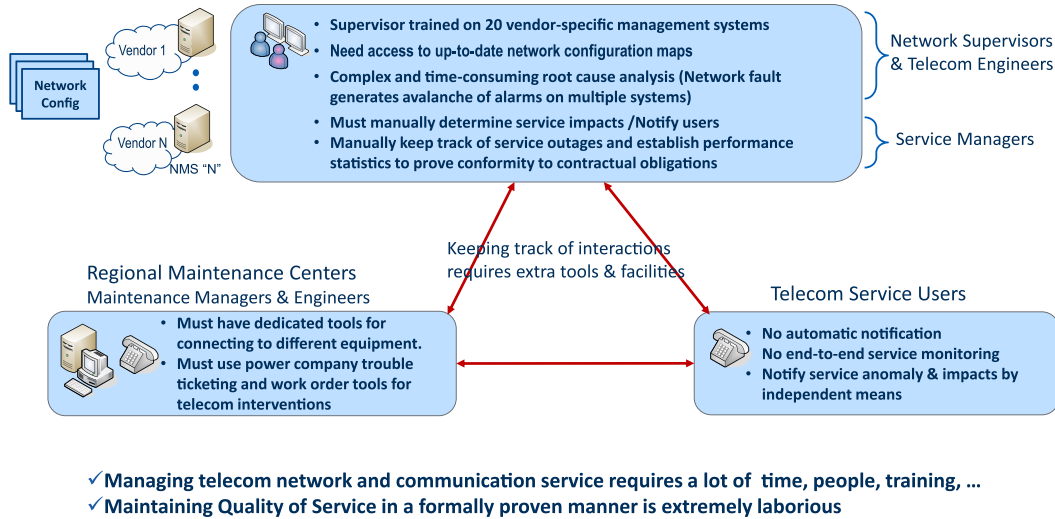 Vendor 1
Network
Config
Vendor N
NMS “N”
• Supervisor trained on 20 vendor-specific management systems
• Need access to up-to-date network configuration maps
• Complex and time-consuming root cause analysis (Network fault
generates avalanche of alarms on multiple systems)
• Must manually determine service impacts /Notify users
• Manually keep track of service outages and establish performance
statistics to prove conformity to contractual obligations
Network Supervisors
& Telecom Engineers
Service Managers
Keeping track of interactions
requires extra tools & facilities
Regional Maintenance Centers
Maintenance Managers & Engineers
• Must have dedicated tools for
connecting to different equipment.
• Must use power company trouble
ticketing and work order tools for
telecom interventions
Telecom Service Users
• No automatic notification
• No end-to-end service monitoring
• Notify service anomaly & impacts by
independent means
✓Managing telecom network and communication service requires a lot of time, people, training, …
✓Maintaining Quality of Service in a formally proven manner is extremely laborious